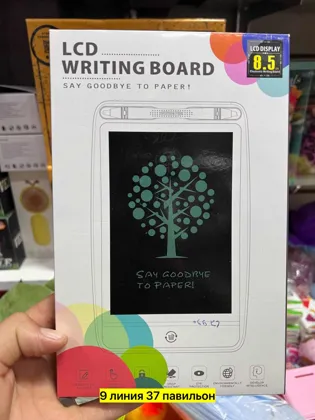 LCD
WRITING BOARD
SAY GOODBYE TO PAPER!
LCD DISPLAY
8.5
SAY GOODBYE
TO PAPER!
9 линия 37 павильон